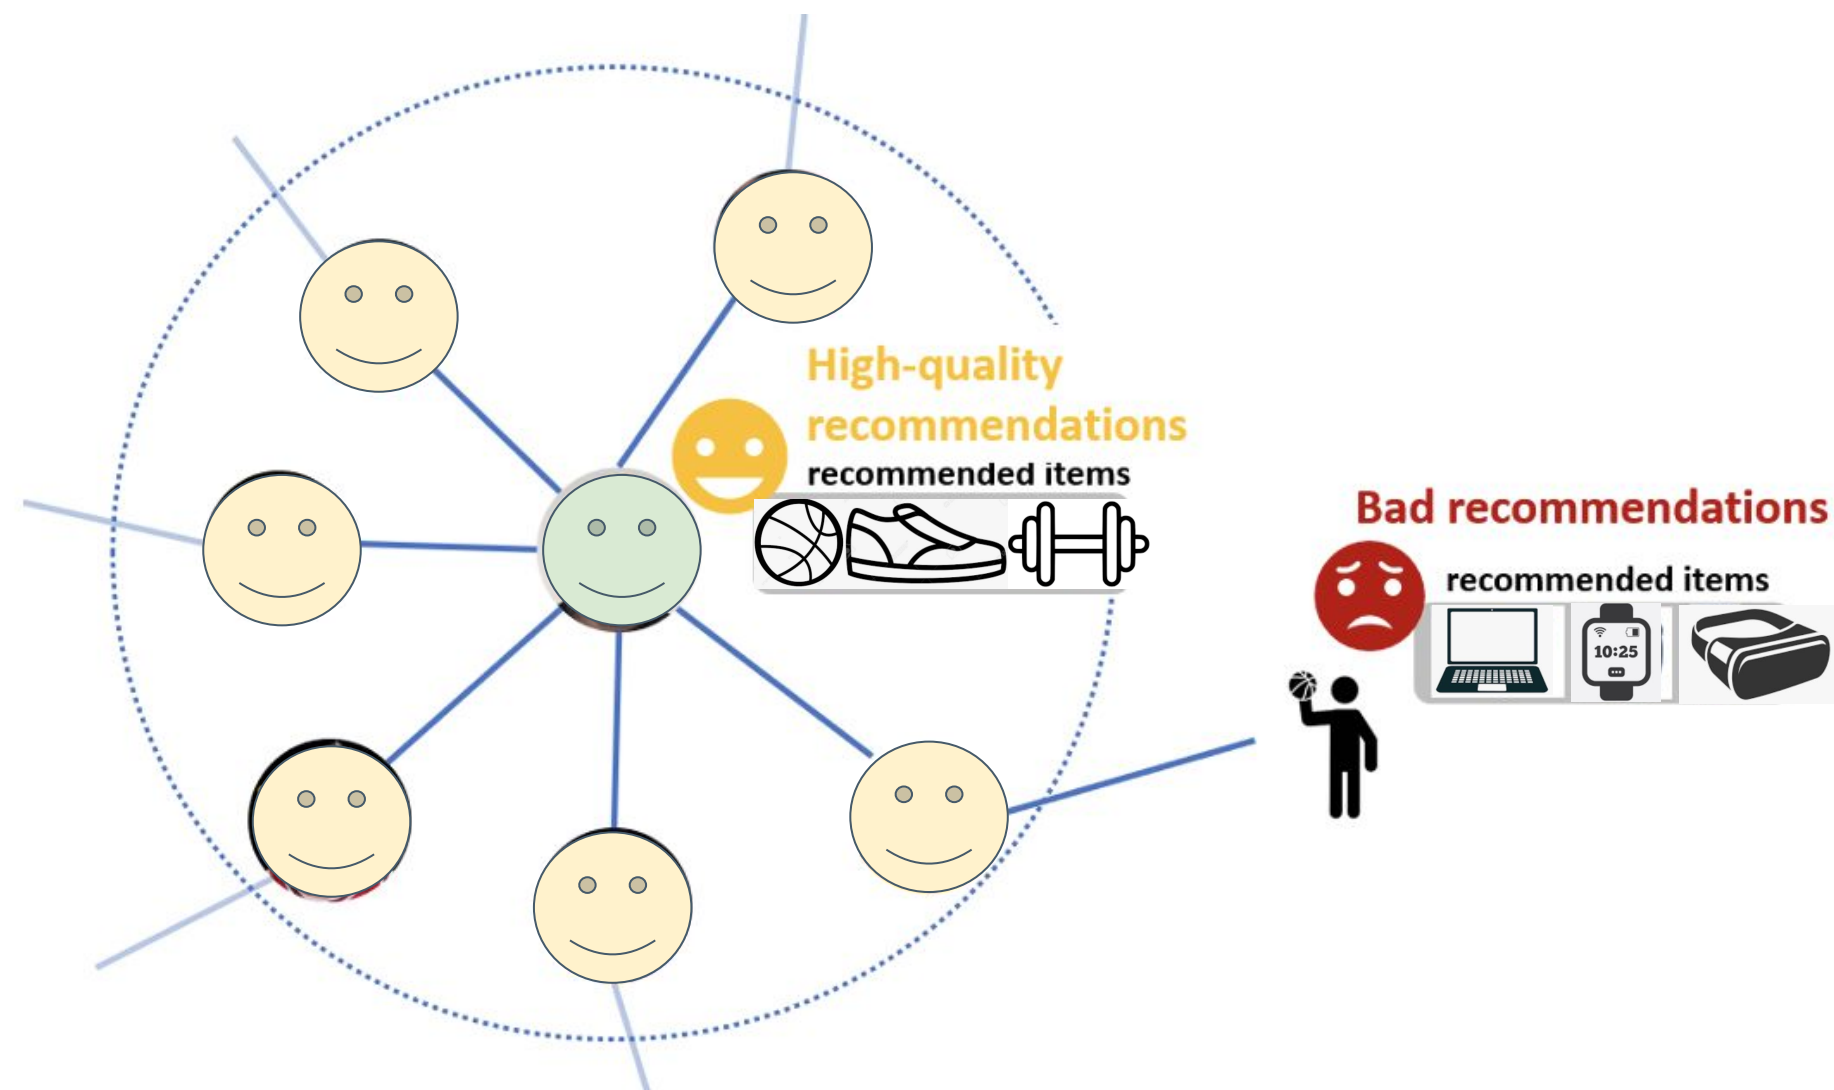 High-quality
recommendations
recommended items
Bad recommendations
recommended items
10:25